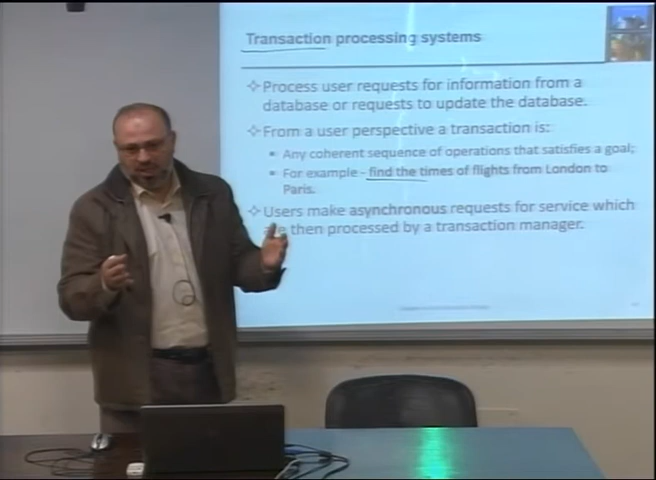 Transaction processing systems
Process user requests for information from a
database or requests to update the database.
From a user perspective a transaction is:
Any coherent sequence of operations that satisfies a goal;
For example - find the times of flights from London to
Paris.
Users make asynchronous requests for service which
then processed by a transaction manager.